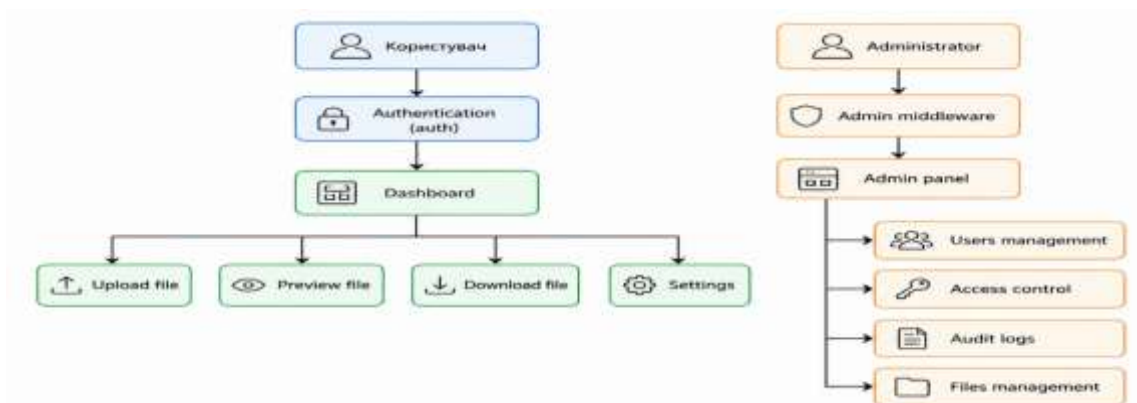 Користувач
Authentication
(auth)
Dashboard
Upload file
Preview file
Download file
Settings
Administrator
Admin middleware
Admin panel
Users management
Access control
Audit logs
Files management